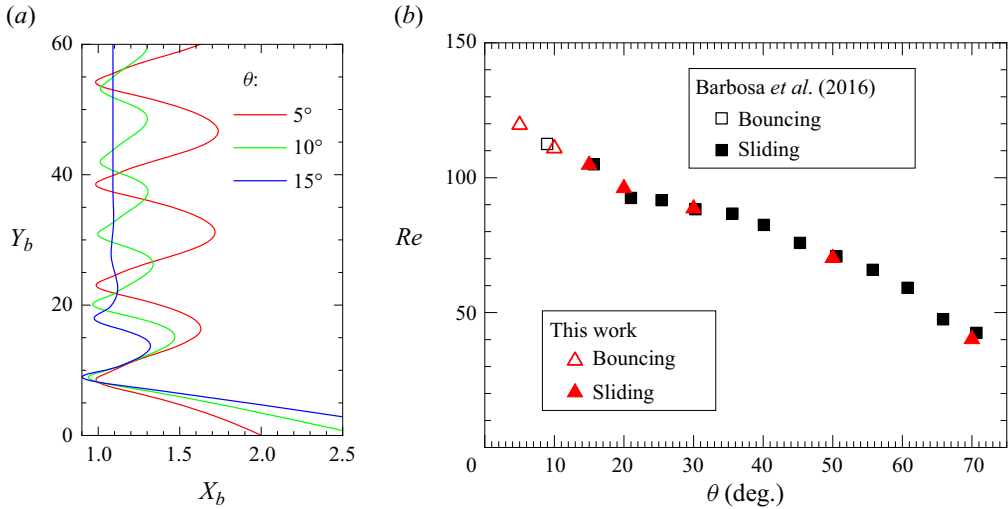 (a)
60
40
20
0
Y_b
θ:
5°
10°
15°
1.0 1.5 2.0 2.5
X_b
(b)
150
100
50
Re
Barbosa et al. (2016)
Bouncing
Sliding
This work
Bouncing
Sliding
0 10 20 30 40 50 60 70
θ (deg.)